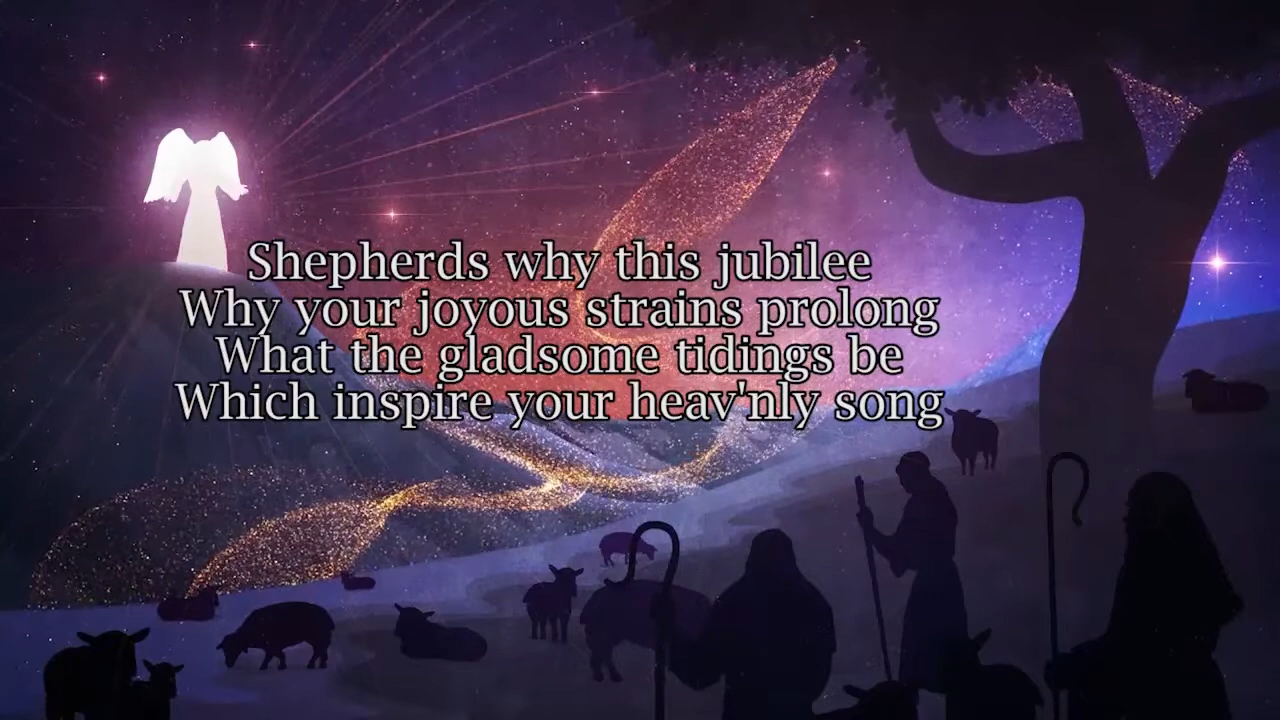 Shepherds why this jubilee
Why your joyous strains prolong
What the gladsome tidings be
Which inspire your heav'nly song